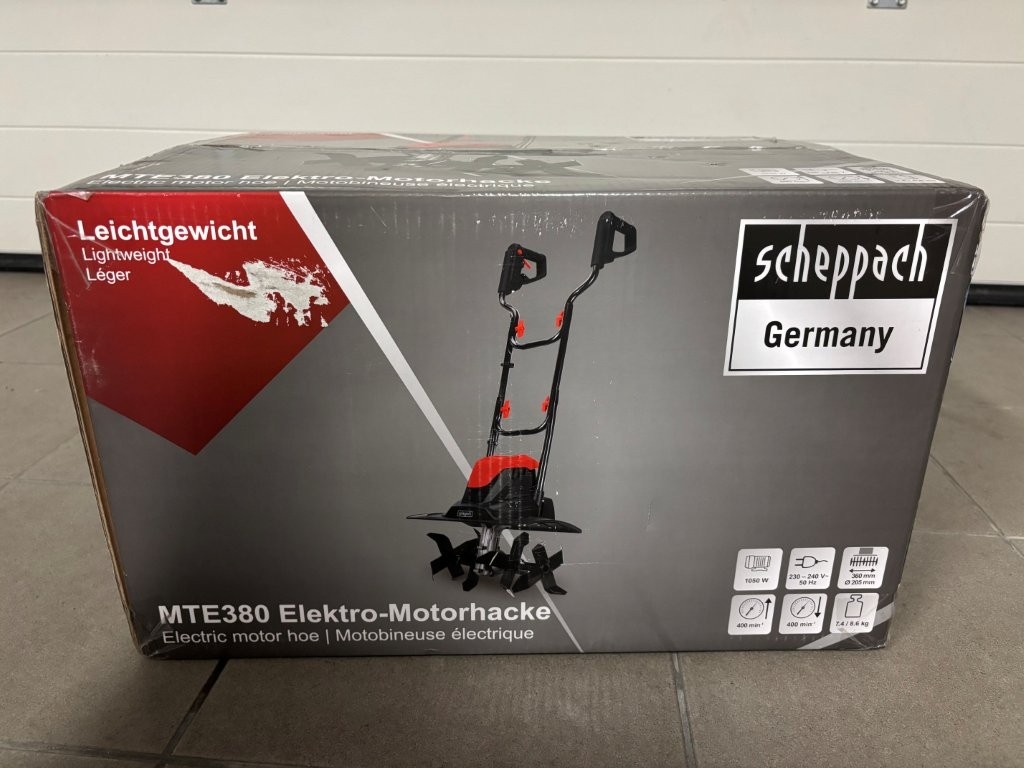 MTE380 Elektro-Motorhacke
Leichtgewicht
Lightweight
Léger
scheppach
Germany
1050 W
230 – 240 V~
50 Hz
360 mm
Ø 205 mm
400 min⁻¹
400 min⁻¹
7.4 / 8.6 kg
MTE380 Elektro-Motorhacke
Electric motor hoe | Motobineuse électrique